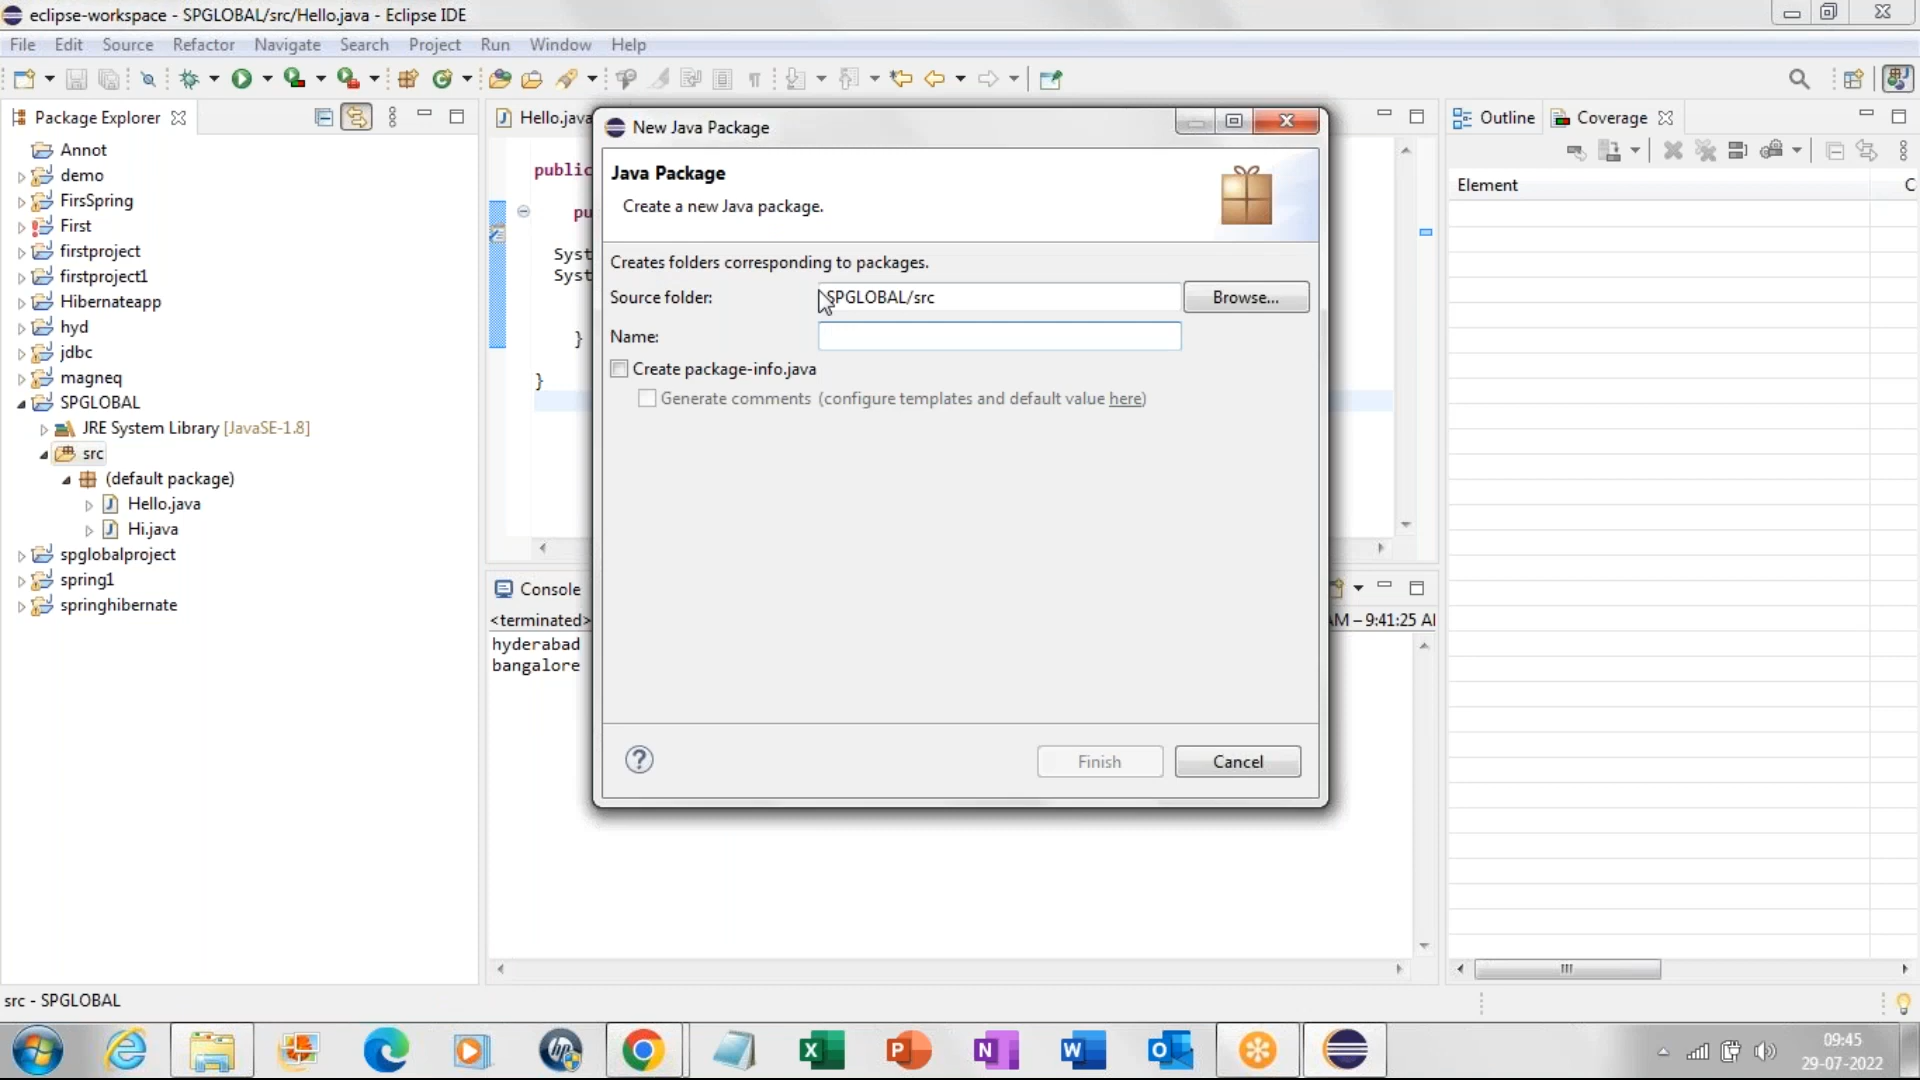 eclipse-workspace - SPGLOBAL/src/Hello.java - Eclipse IDE
File Edit Source Refactor Navigate Search Project Run Window Help
Package Explorer
Annot
demo
FirsSpring
First
firstproject
firstproject1
Hibernateapp
hyd
jdbc
magneq
SPGLOBAL
JRE System Library [JavaSE-1.8]
src
(default package)
Hello.java
Hi.java
spglobalproject
spring1
springhibernate
Hello.java
public
pu
Syst
Syst
}
}
New Java Package
Java Package
Create a new Java package.
Creates folders corresponding to packages.
Source folder: SPGLOBAL/src Browse...
Name:
Create package-info.java
Generate comments (configure templates and default value here)
Finish Cancel
Console
<terminated> AM – 9:41:25 AM
hyderabad
bangalore
Outline Coverage
Element C
src - SPGLOBAL
09:45
29-07-2022